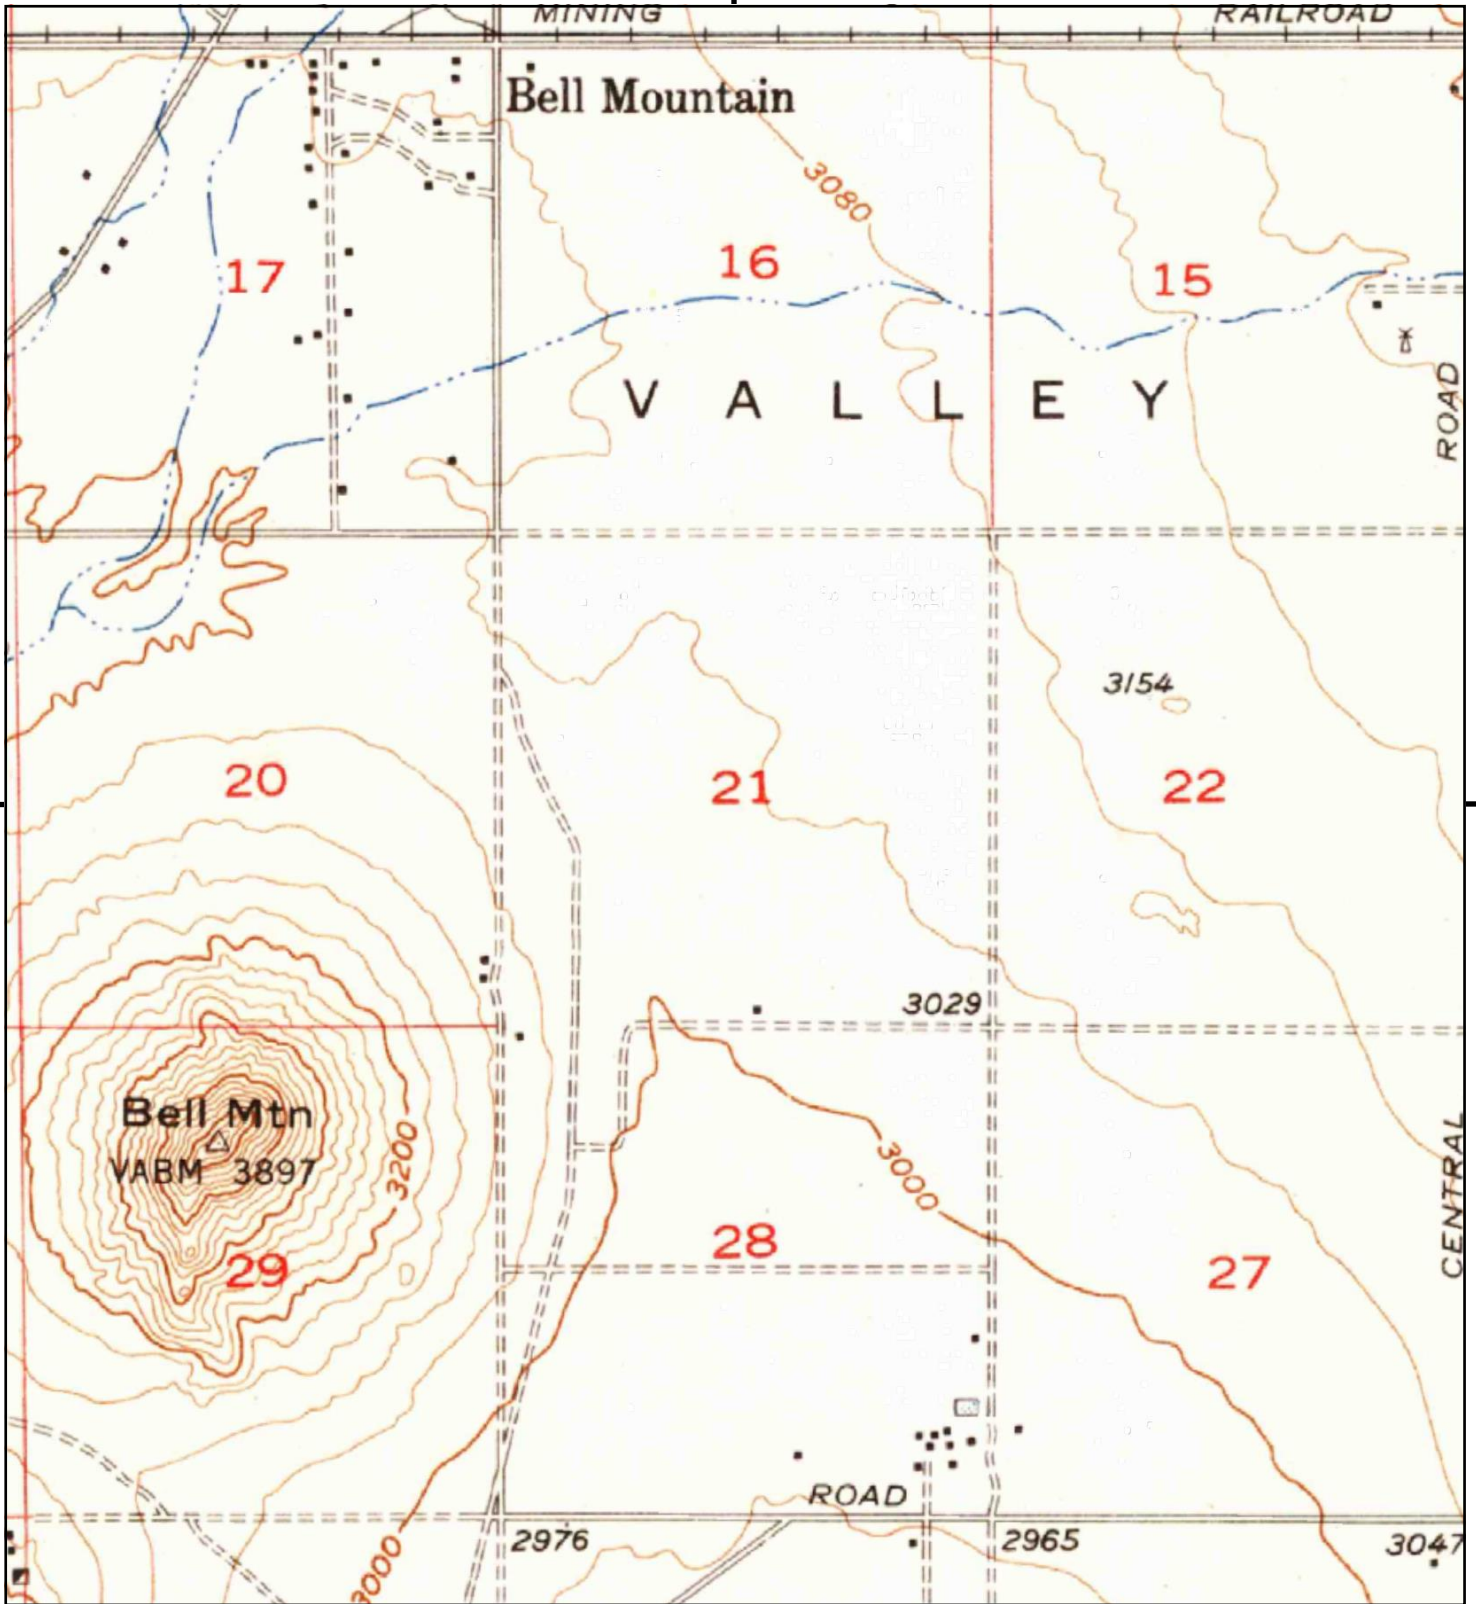 MINING RAILROAD
Bell Mountain
3080
17 16 15
VALLEY
ROAD
3154
20 21 22
3029
Bell Mtn
VABM 3897
3200
3000
CENTRAL
28
29 27
ROAD
2976 2965 3047
3000